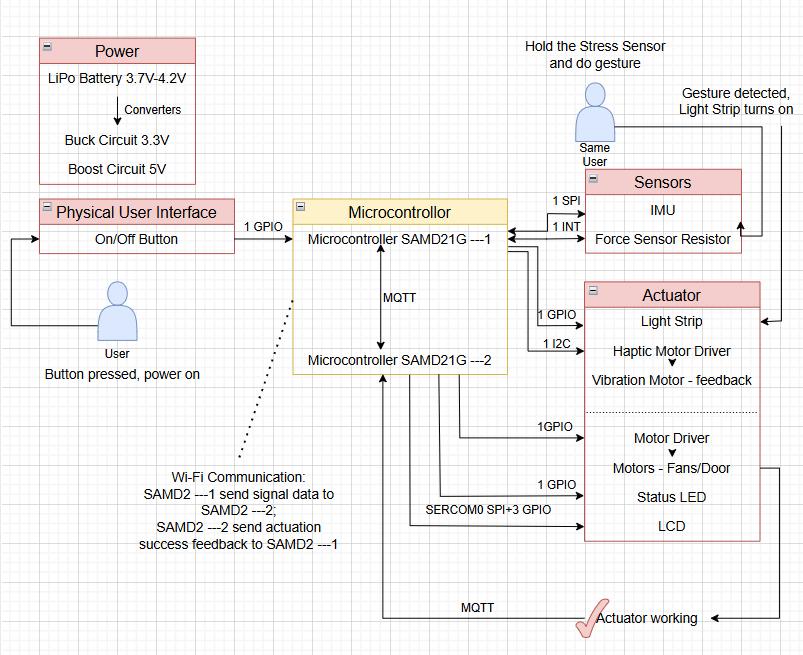 Power
LiPo Battery 3.7V-4.2V
Converters
Buck Circuit 3.3V
Boost Circuit 5V
Hold the Stress Sensor
and do gesture
Same
User
Gesture detected,
Light Strip turns on
Physical User Interface
On/Off Button
1 GPIO
User
Button pressed, power on
Microcontrollor
Microcontroller SAMD21G ---1
MQTT
Microcontroller SAMD21G ---2
1 SPI
1 INT
Sensors
IMU
Force Sensor Resistor
1 GPIO
1 I2C
Actuator
Light Strip
Haptic Motor Driver
Vibration Motor - feedback
1GPIO
Motor Driver
Motors - Fans/Door
1 GPIO
Status LED
SERCOM0 SPI+3 GPIO
LCD
Wi-Fi Communication:
SAMD2 ---1 send signal data to
SAMD2 ---2;
SAMD2 ---2 send actuation
success feedback to SAMD2 ---1
MQTT
Actuator working